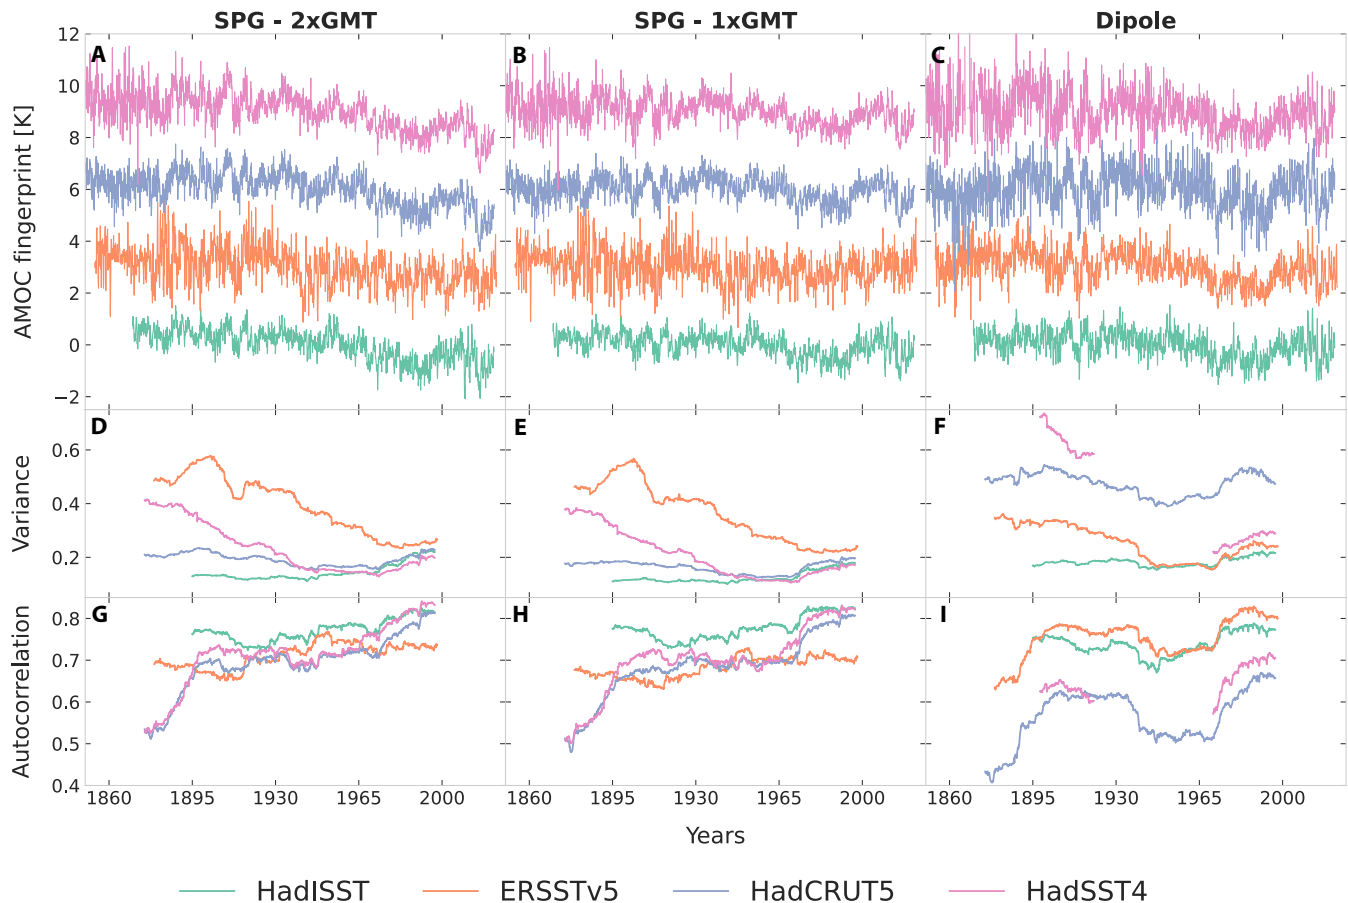 SPG - 2xGMT SPG - 1xGMT Dipole
A B C
AMOC fingerprint [K]
12
10
8
6
4
2
0
−2
D E F
Variance
0.6
0.4
0.2
G H I
Autocorrelation
0.8
0.7
0.6
0.5
0.4
1860 1895 1930 1965 2000 1860 1895 1930 1965 2000 1860 1895 1930 1965 2000
Years
HadISST ERSSTv5 HadCRUT5 HadSST4